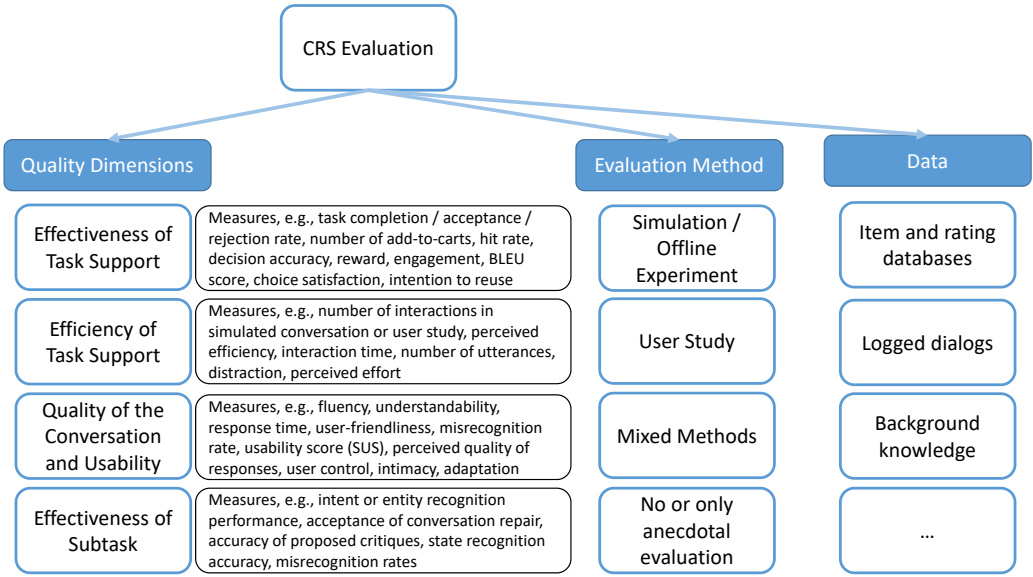 CRS Evaluation
Quality Dimensions
Evaluation Method
Data
Effectiveness of
Task Support
Measures, e.g., task completion / acceptance /
rejection rate, number of add-to-carts, hit rate,
decision accuracy, reward, engagement, BLEU
score, choice satisfaction, intention to reuse
Simulation /
Offline
Experiment
Item and rating
databases
Efficiency of
Task Support
Measures, e.g., number of interactions in
simulated conversation or user study, perceived
efficiency, interaction time, number of utterances,
distraction, perceived effort
User Study
Logged dialogs
Quality of the
Conversation
and Usability
Measures, e.g., fluency, understandability,
response time, user-friendliness, misrecognition
rate, usability score (SUS), perceived quality of
responses, user control, intimacy, adaptation
Mixed Methods
Background
knowledge
Effectiveness of
Subtask
Measures, e.g., intent or entity recognition
performance, acceptance of conversation repair,
accuracy of proposed critiques, state recognition
accuracy, misrecognition rates
No or only
anecdotal
evaluation
…